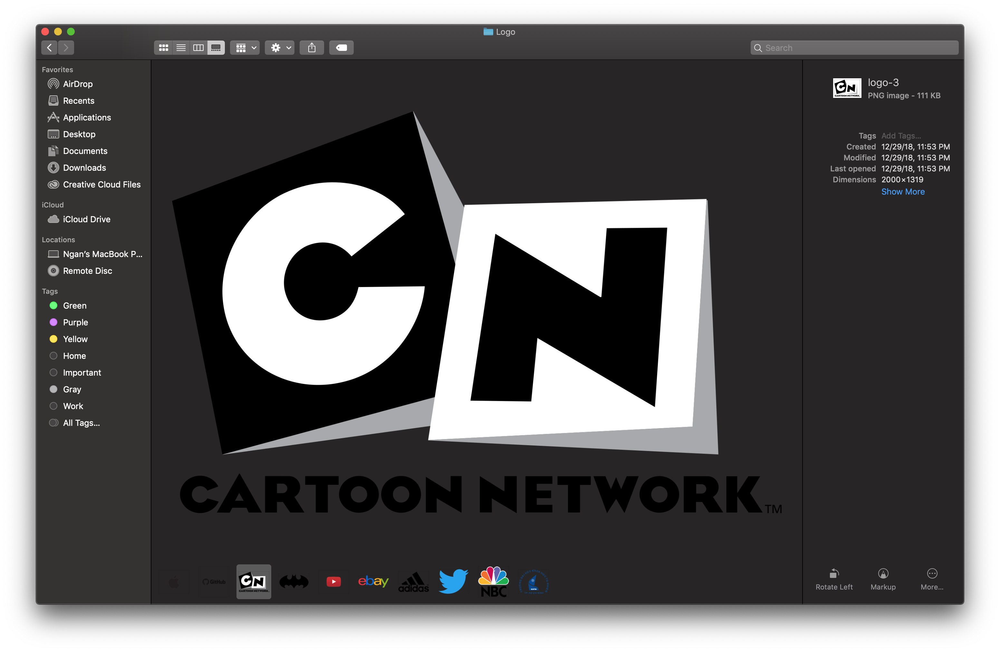 Logo
Search
Favorites
AirDrop
Recents
Applications
Desktop
Documents
Downloads
Creative Cloud Files
iCloud
iCloud Drive
Locations
Ngan’s MacBook P...
Remote Disc
Tags
Green
Purple
Yellow
Home
Important
Gray
Work
All Tags...
CN
CARTOON NETWORK™
GitHub
CN
CARTOON NETWORK.
ebay
adidas
NBC
CN
CARTOON NETWORK.
logo-3
PNG image - 111 KB
Tags Add Tags...
Created 12/29/18, 11:53 PM
Modified 12/29/18, 11:53 PM
Last opened 12/29/18, 11:53 PM
Dimensions 2000×1319
Show More
Rotate Left
Markup
More...